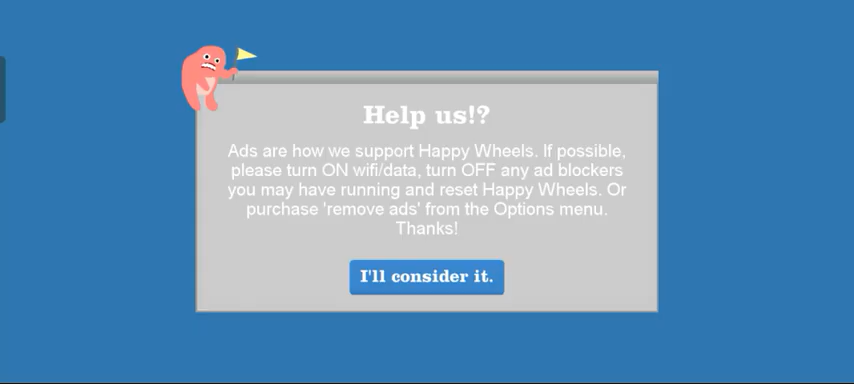 Help us!?
Ads are how we support Happy Wheels. If possible,
please turn ON wifi/data, turn OFF any ad blockers
you may have running and reset Happy Wheels. Or
purchase 'remove ads' from the Options menu.
Thanks!
I'll consider it.